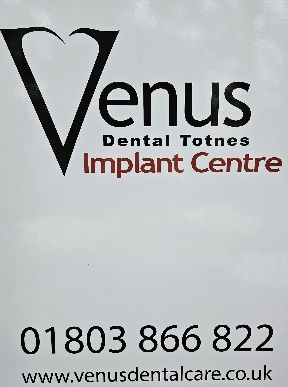 Venus
Dental Totnes
Implant Centre
01803 866 822
www.venusdentalcare.co.uk